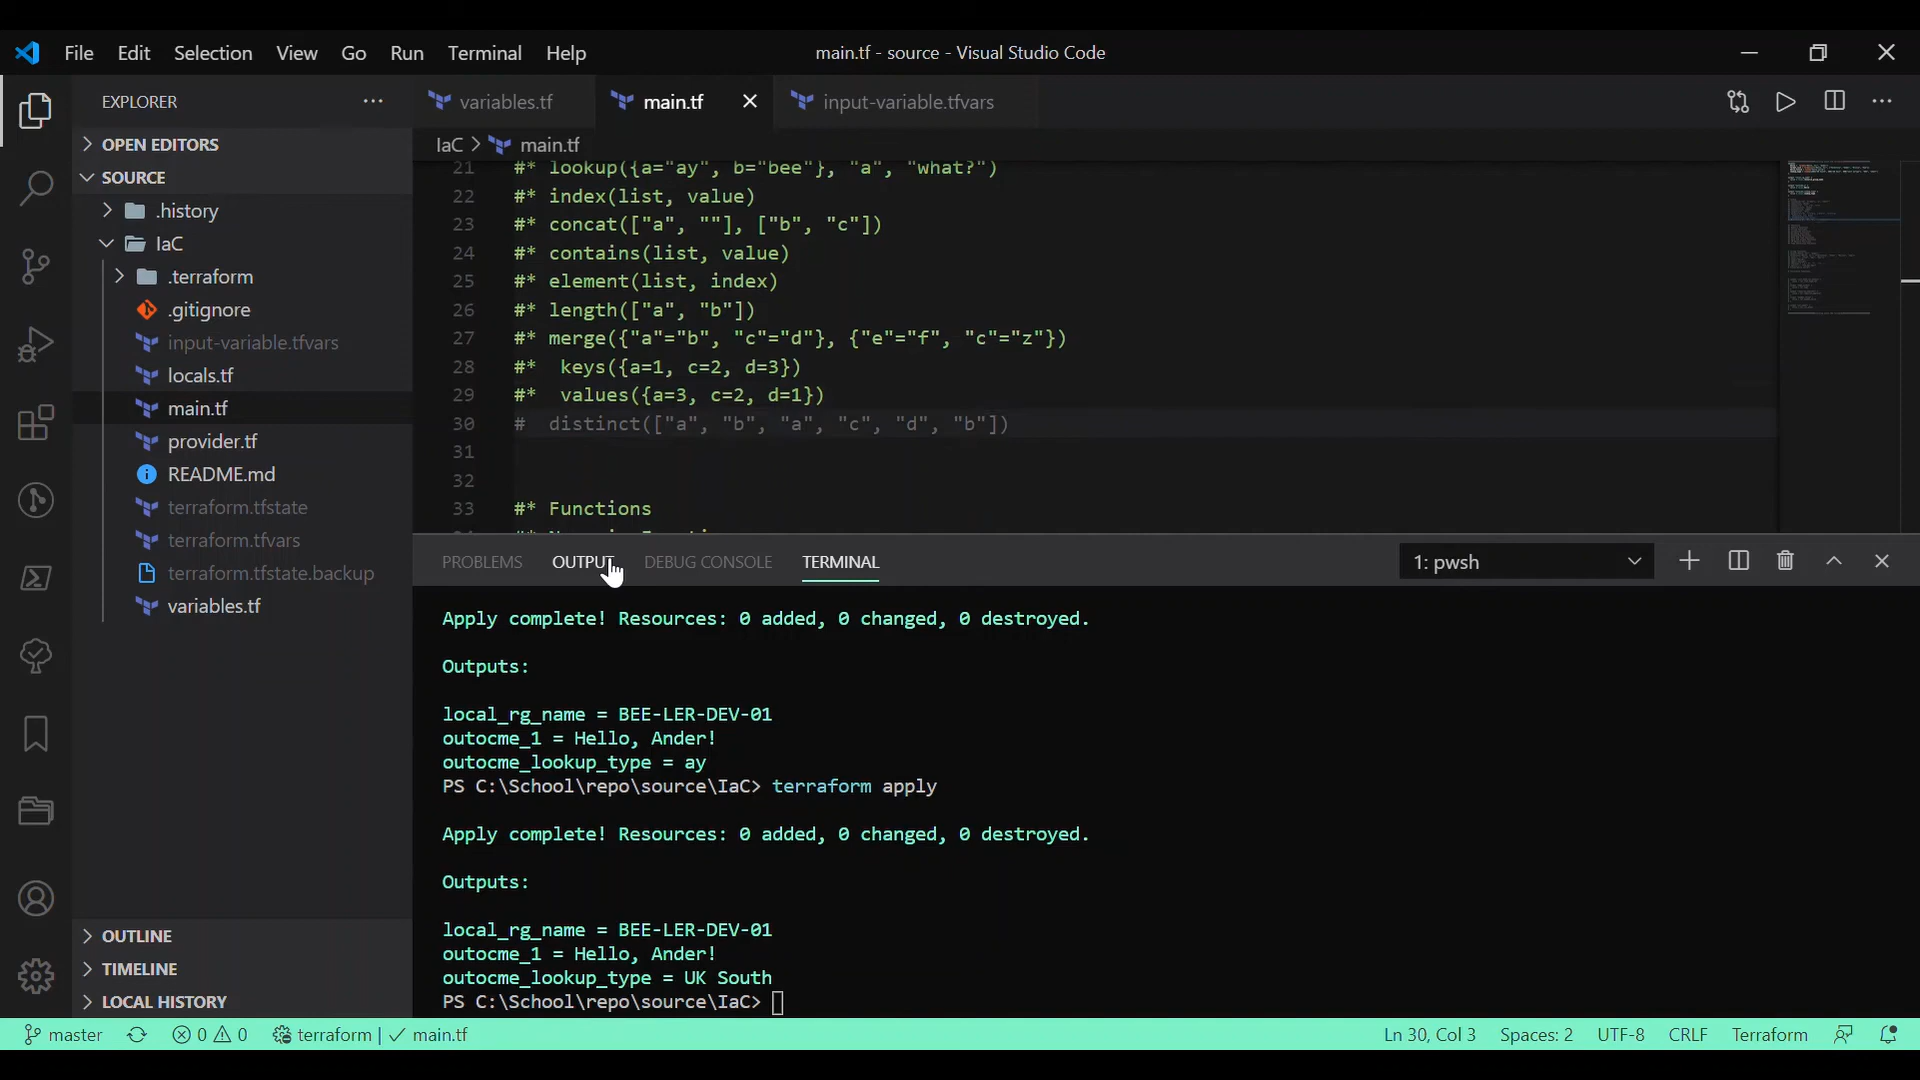 File Edit Selection View Go Run Terminal Help main.tf - source - Visual Studio Code
EXPLORER
OPEN EDITORS
SOURCE
.history
IaC
.terraform
.gitignore
input-variable.tfvars
locals.tf
main.tf
provider.tf
README.md
terraform.tfstate
terraform.tfvars
terraform.tfstate.backup
variables.tf
OUTLINE
TIMELINE
LOCAL HISTORY
variables.tf main.tf input-variable.tfvars
IaC > main.tf
21 #* lookup({a="ay", b="bee"}, "a", "what?")
22 #* index(list, value)
23 #* concat(["a", ""], ["b", "c"])
24 #* contains(list, value)
25 #* element(list, index)
26 #* length(["a", "b"])
27 #* merge({"a"="b", "c"="d"}, {"e"="f", "c"="z"})
28 #*  keys({a=1, c=2, d=3})
29 #*  values({a=3, c=2, d=1})
30 #  distinct(["a", "b", "a", "c", "d", "b"])
31
32
33 #* Functions
PROBLEMS OUTPUT DEBUG CONSOLE TERMINAL 1: pwsh
Apply complete! Resources: 0 added, 0 changed, 0 destroyed.
Outputs:
local_rg_name = BEE-LER-DEV-01
outocme_1 = Hello, Ander!
outocme_lookup_type = ay
PS C:\School\repo\source\IaC> terraform apply
Apply complete! Resources: 0 added, 0 changed, 0 destroyed.
Outputs:
local_rg_name = BEE-LER-DEV-01
outocme_1 = Hello, Ander!
outocme_lookup_type = UK South
PS C:\School\repo\source\IaC>
master 0 0 terraform | ✓ main.tf Ln 30, Col 3 Spaces: 2 UTF-8 CRLF Terraform